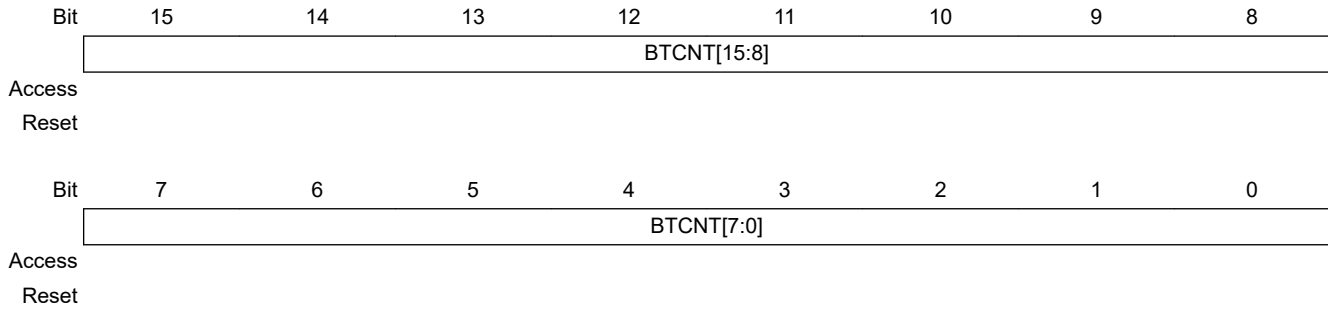 Bit 15 14 13 12 11 10 9 8
BTCNT[15:8]
Access
Reset
Bit 7 6 5 4 3 2 1 0
BTCNT[7:0]
Access
Reset